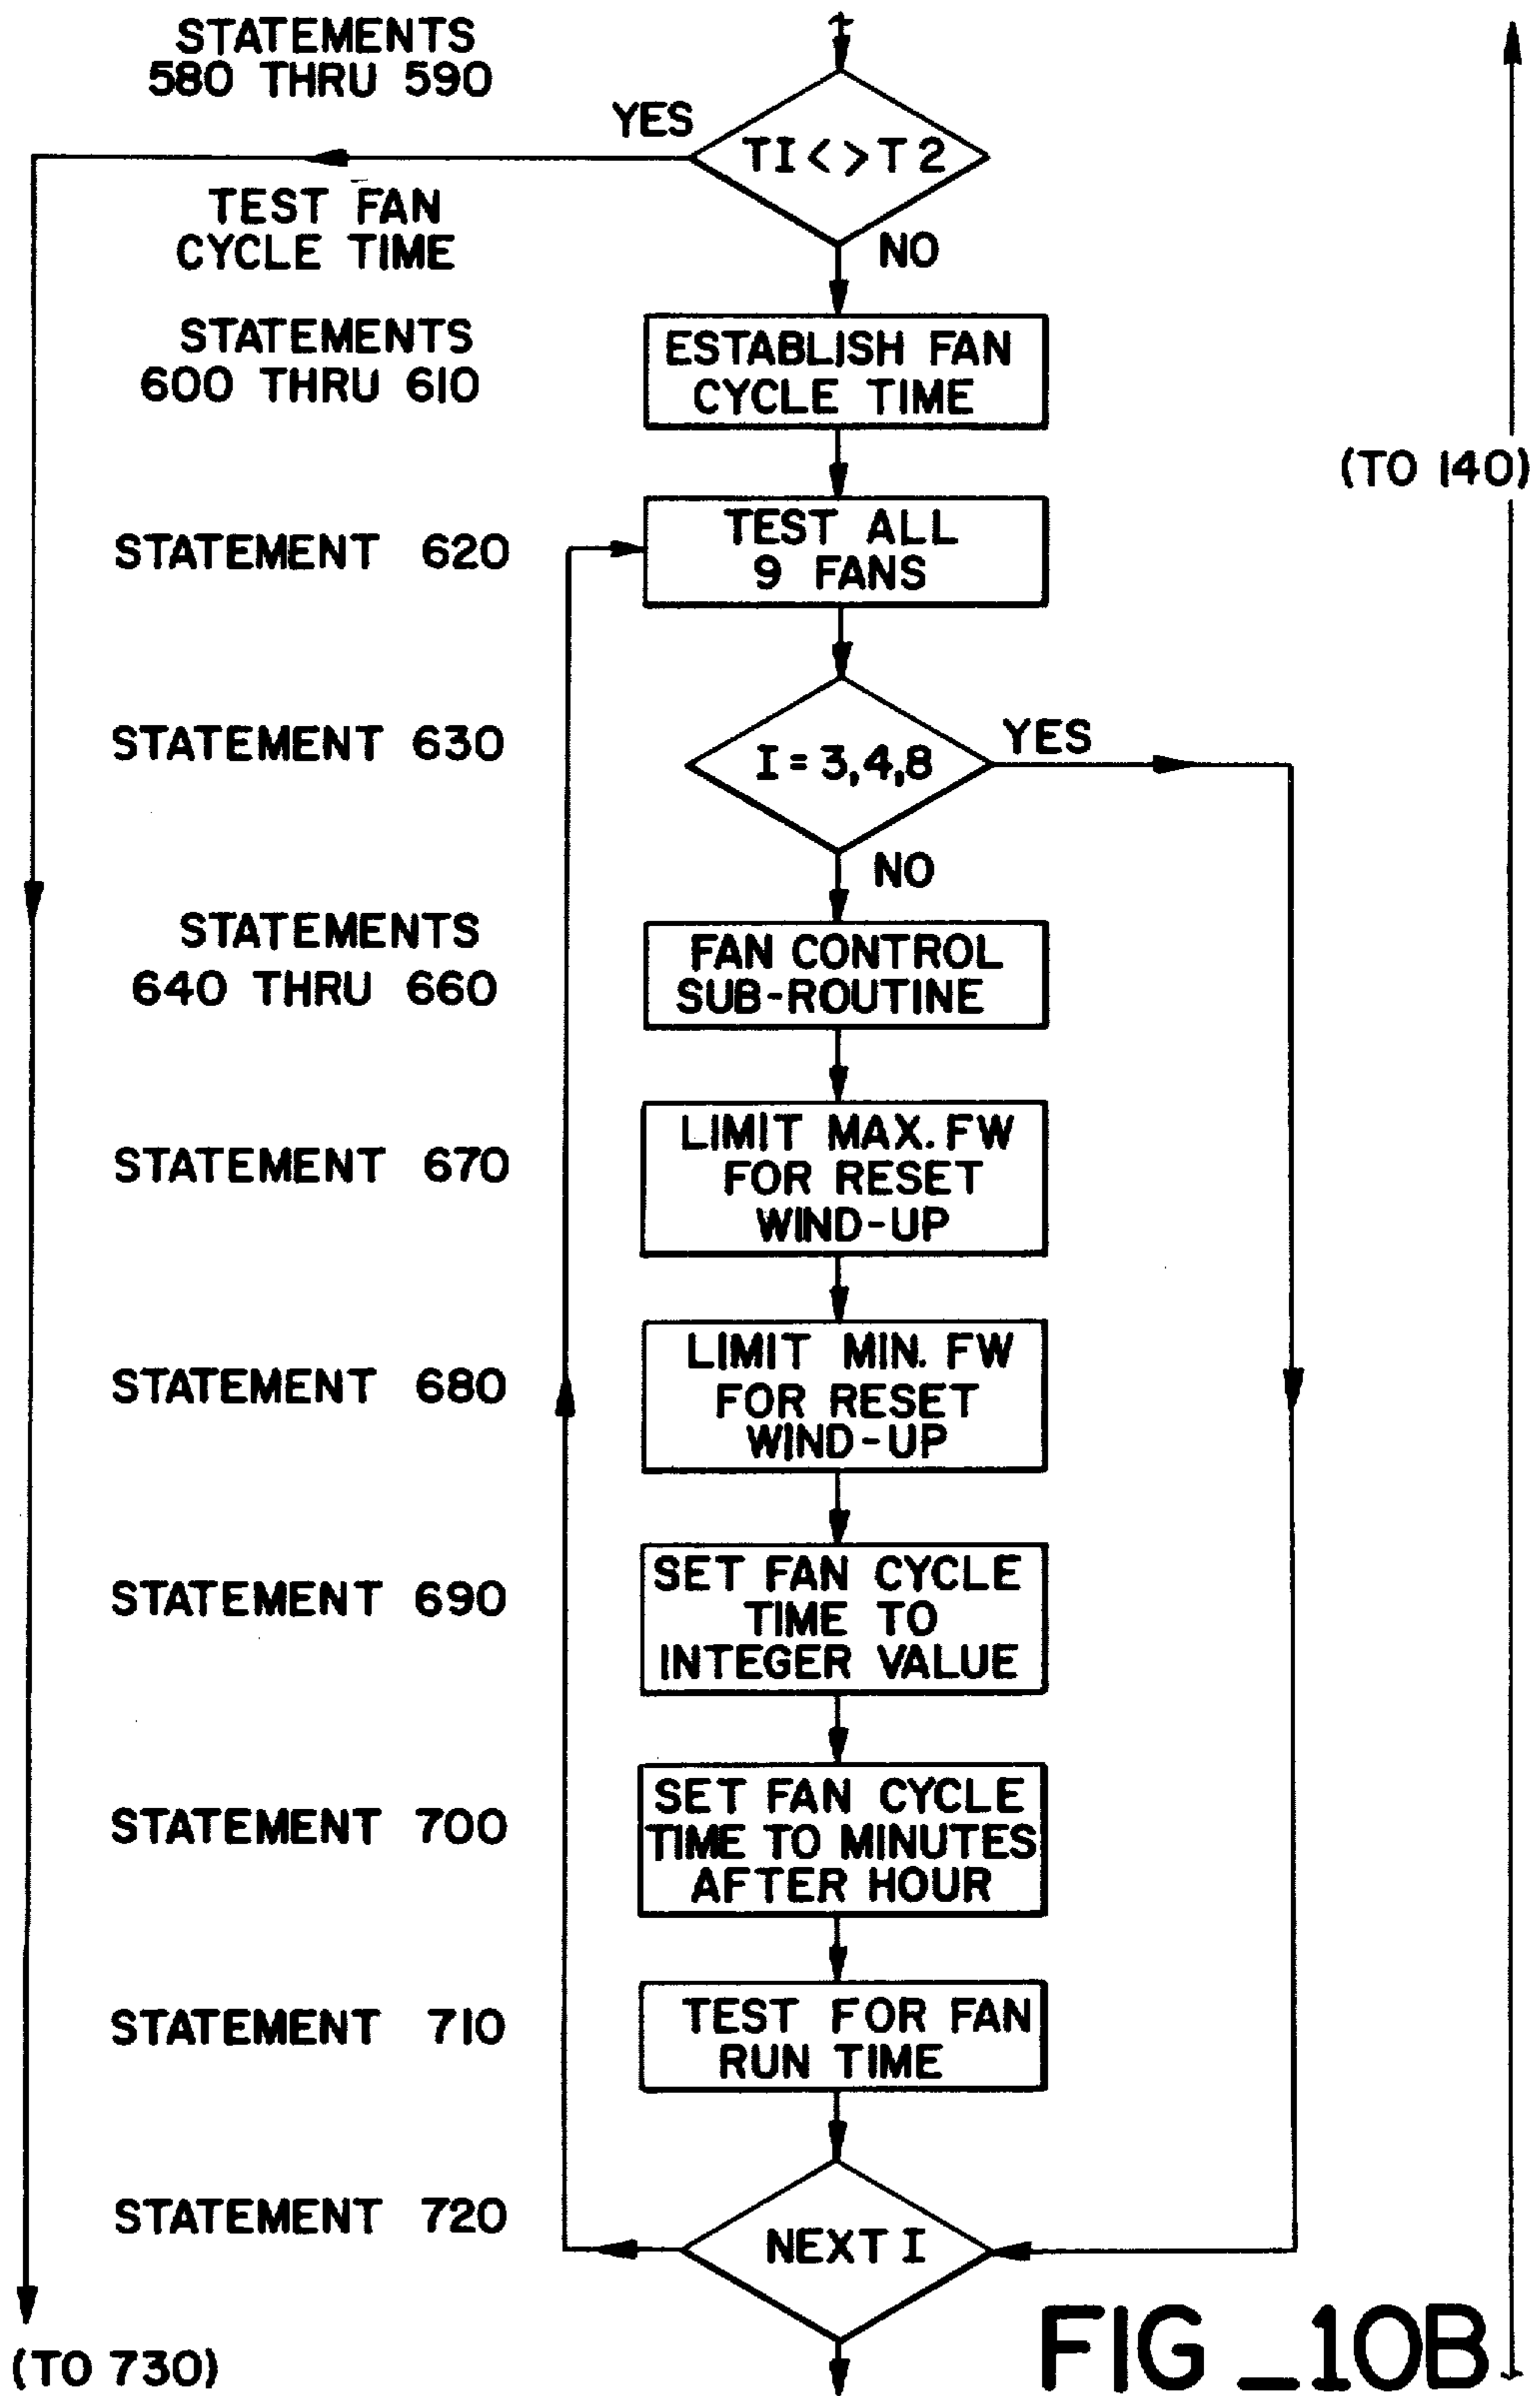 STATEMENTS
580 THRU 590
YES
T1 <> T2
TEST FAN
CYCLE TIME
NO
STATEMENTS
600 THRU 610
ESTABLISH FAN
CYCLE TIME
(TO 140)
STATEMENT 620
TEST ALL
9 FANS
STATEMENT 630
I = 3,4,8
YES
NO
STATEMENTS
640 THRU 660
FAN CONTROL
SUB-ROUTINE
STATEMENT 670
LIMIT MAX. FW
FOR RESET
WIND-UP
STATEMENT 680
LIMIT MIN. FW
FOR RESET
WIND-UP
STATEMENT 690
SET FAN CYCLE
TIME TO
INTEGER VALUE
STATEMENT 700
SET FAN CYCLE
TIME TO MINUTES
AFTER HOUR
STATEMENT 710
TEST FOR FAN
RUN TIME
STATEMENT 720
NEXT I
(TO 730)
FIG_10B